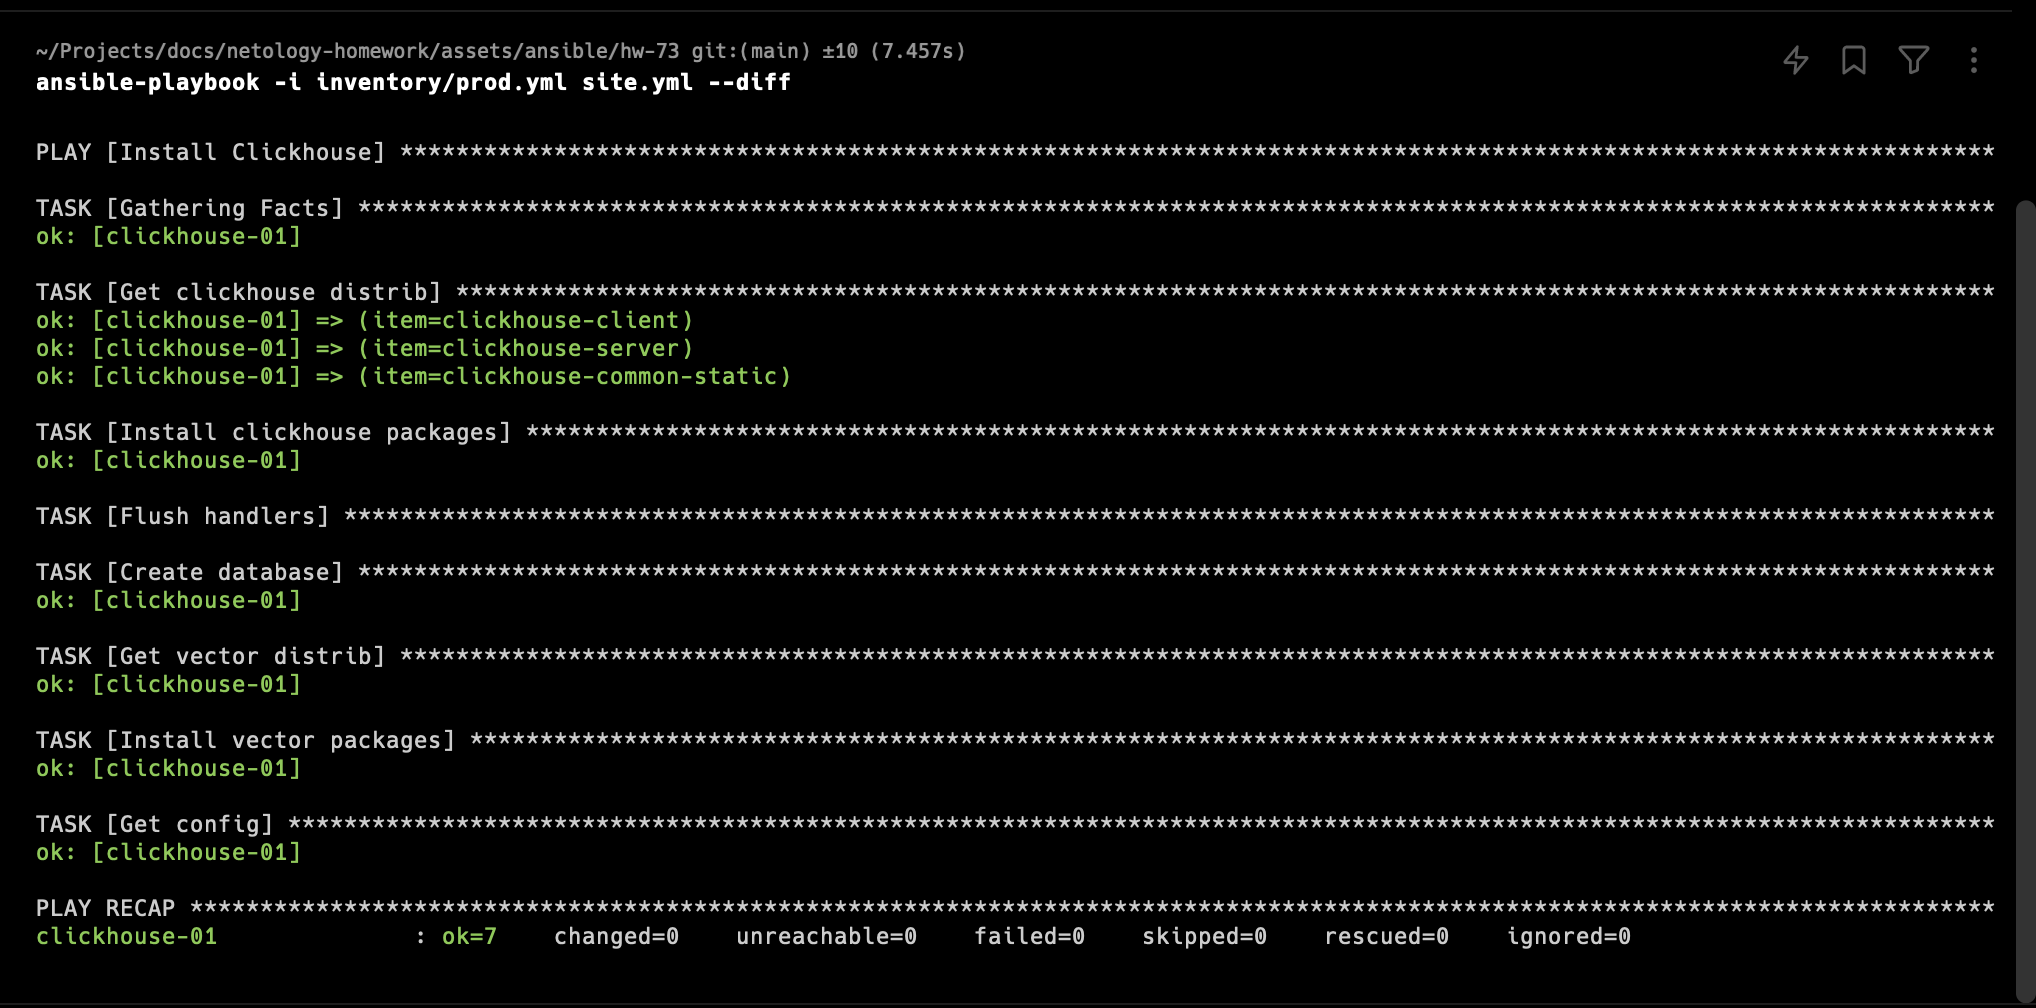 ~/Projects/docs/netology-homework/assets/ansible/hw-73 git:(main) ±10 (7.457s)
ansible-playbook -i inventory/prod.yml site.yml --diff
PLAY [Install Clickhouse] ******************************************************************************************************************
TASK [Gathering Facts] *********************************************************************************************************************
ok: [clickhouse-01]
TASK [Get clickhouse distrib] **************************************************************************************************************
ok: [clickhouse-01] => (item=clickhouse-client)
ok: [clickhouse-01] => (item=clickhouse-server)
ok: [clickhouse-01] => (item=clickhouse-common-static)
TASK [Install clickhouse packages] *********************************************************************************************************
ok: [clickhouse-01]
TASK [Flush handlers] **********************************************************************************************************************
TASK [Create database] *********************************************************************************************************************
ok: [clickhouse-01]
TASK [Get vector distrib] ******************************************************************************************************************
ok: [clickhouse-01]
TASK [Install vector packages] *************************************************************************************************************
ok: [clickhouse-01]
TASK [Get config] **************************************************************************************************************************
ok: [clickhouse-01]
PLAY RECAP *********************************************************************************************************************************
clickhouse-01              : ok=7    changed=0    unreachable=0    failed=0    skipped=0    rescued=0    ignored=0